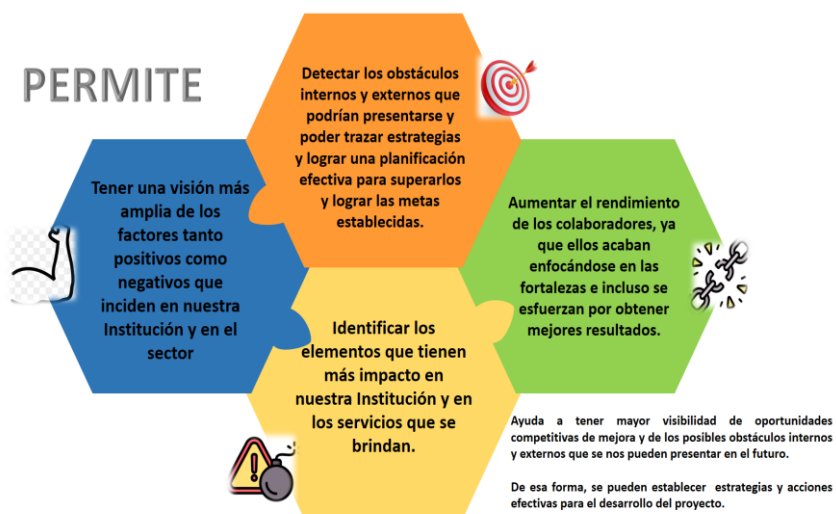 PERMITE
Detectar los obstáculos
internos y externos que
podrían presentarse y
poder trazar estrategias
y lograr una planificación
efectiva para superarlos
y lograr las metas
establecidas.
Tener una visión más
amplia de los
factores tanto
positivos como
negativos que
inciden en nuestra
Institución y en el
sector
Aumentar el rendimiento
de los colaboradores, ya
que ellos acaban
enfocándose en las
fortalezas e incluso se
esfuerzan por obtener
mejores resultados.
Identificar los
elementos que tienen
más impacto en
nuestra Institución y en
los servicios que se
brindan.
Ayuda a tener mayor visibilidad de oportunidades
competitivas de mejora y de los posibles obstáculos internos
y externos que se nos pueden presentar en el futuro.
De esa forma, se pueden establecer estrategias y acciones
efectivas para el desarrollo del proyecto.